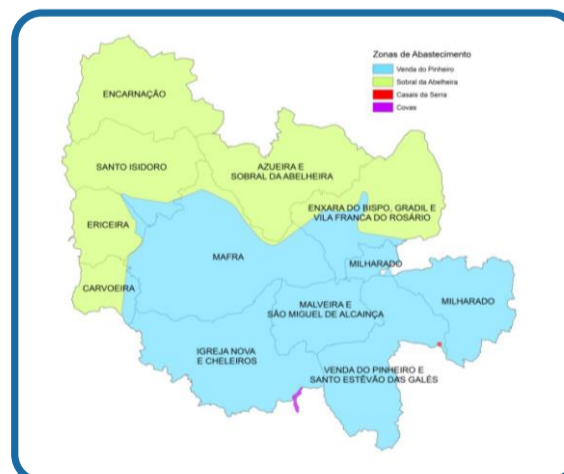 Zonas de Abastecimento
Venda do Pinheiro
Sobral da Abelheira
Casais da Serra
Covas
ENCARNAÇÃO
SANTO ISIDORO
AZUEIRA E
SOBRAL DA ABELHEIRA
ENXARA DO BISPO, GRADIL E
VILA FRANCA DO ROSÁRIO
ERICEIRA
MAFRA
MILHARADO
CARVOEIRA
MALVEIRA E
SÃO MIGUEL DE ALCAINÇA
MILHARADO
IGREJA NOVA
E CHELEIROS
VENDA DO PINHEIRO E
SANTO ESTÊVÃO DAS GALÉS